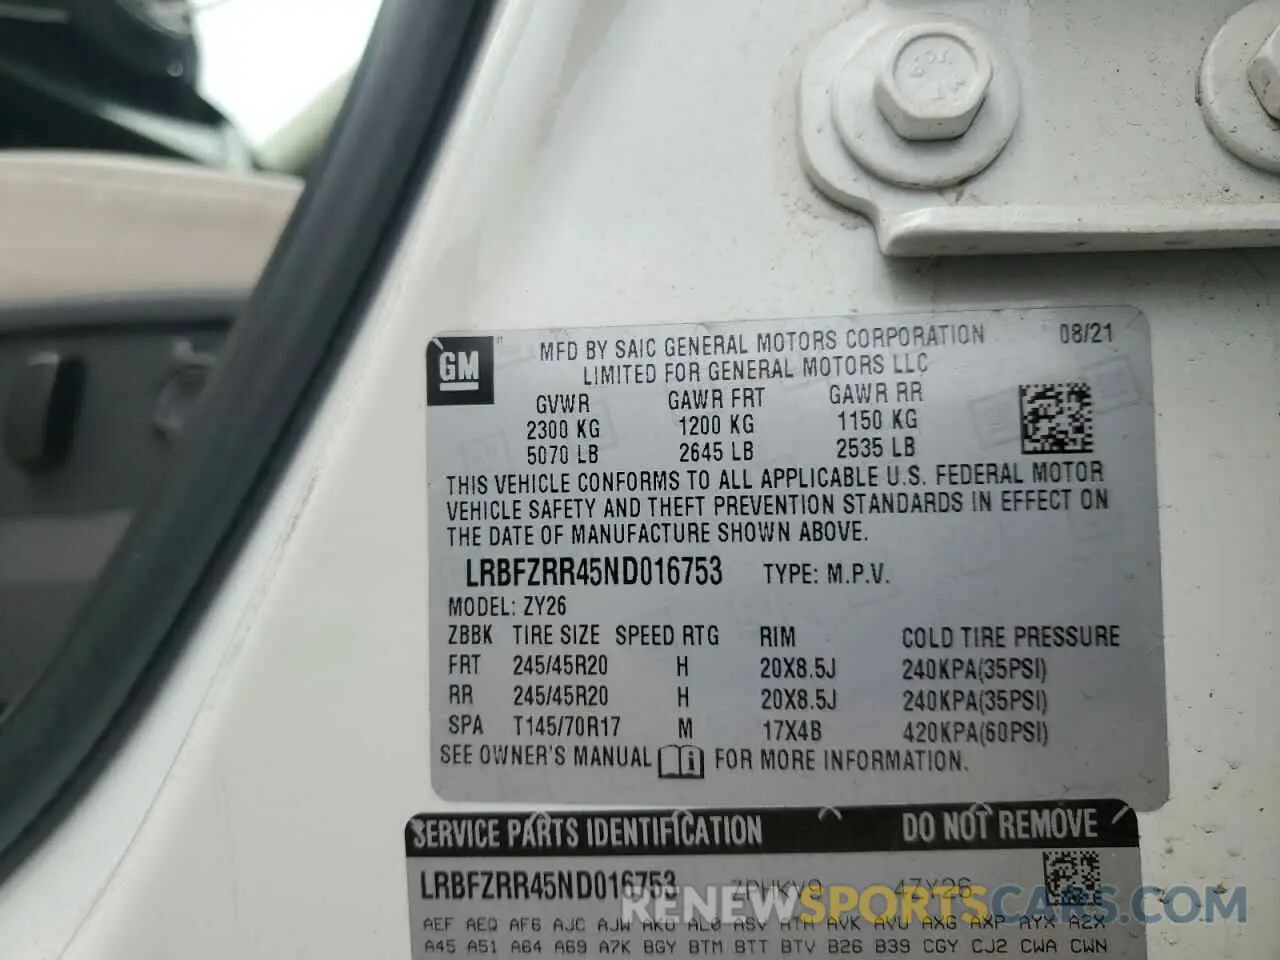 GM
MFD BY SAIC GENERAL MOTORS CORPORATION 08/21
LIMITED FOR GENERAL MOTORS LLC
GVWR GAWR FRT GAWR RR
2300 KG 1200 KG 1150 KG
5070 LB 2645 LB 2535 LB
THIS VEHICLE CONFORMS TO ALL APPLICABLE U.S. FEDERAL MOTOR
VEHICLE SAFETY AND THEFT PREVENTION STANDARDS IN EFFECT ON
THE DATE OF MANUFACTURE SHOWN ABOVE.
LRBFZRR45ND016753 TYPE: M.P.V.
MODEL: ZY26
ZBBK TIRE SIZE SPEED RTG RIM COLD TIRE PRESSURE
FRT 245/45R20 H 20X8.5J 240KPA(35PSI)
RR 245/45R20 H 20X8.5J 240KPA(35PSI)
SPA T145/70R17 M 17X4B 420KPA(60PSI)
SEE OWNER'S MANUAL FOR MORE INFORMATION.
SERVICE PARTS IDENTIFICATION DO NOT REMOVE
LRBFZRR45ND016753 4ZY26
RENEWSPORTSCARS.COM
AEF AEQ AF6 AJC AJW AKO AL0 ASV ATH AVK AVU AXG AXP AYX A2X
A45 A51 A64 A69 A7K BGY BTM BTT BTV B26 B39 CGY CJ2 CWA CWN